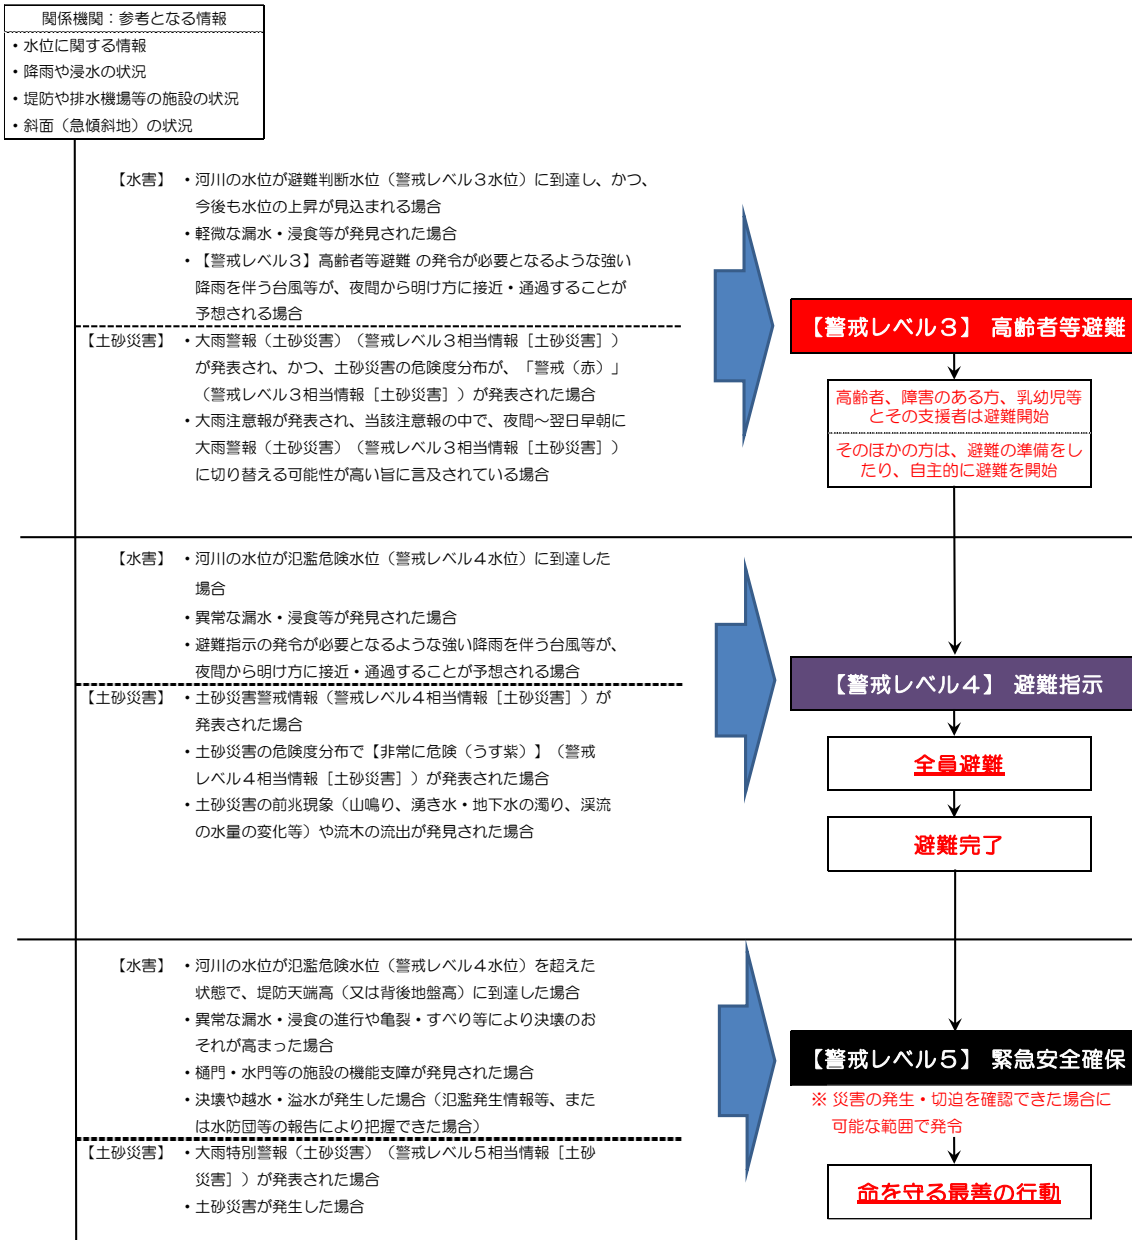 関係機関：参考となる情報
・水位に関する情報
・降雨や浸水の状況
・堤防や排水機場等の施設の状況
・斜面（急傾斜地）の状況
【水害】 ・河川の水位が避難判断水位（警戒レベル３水位）に到達し、かつ、
今後も水位の上昇が見込まれる場合
・軽微な漏水・浸食等が発見された場合
・【警戒レベル３】高齢者等避難 の発令が必要となるような強い
降雨を伴う台風等が、夜間から明け方に接近・通過することが
予想される場合
【土砂災害】 ・大雨警報（土砂災害）（警戒レベル３相当情報［土砂災害］）
が発表され、かつ、土砂災害の危険度分布が、「警戒（赤）」
（警戒レベル３相当情報［土砂災害］）が発表された場合
・大雨注意報が発表され、当該注意報の中で、夜間～翌日早朝に
大雨警報（土砂災害）（警戒レベル３相当情報［土砂災害］）
に切り替える可能性が高い旨に言及されている場合
【警戒レベル３】 高齢者等避難
高齢者、障害のある方、乳幼児等
とその支援者は避難開始
そのほかの方は、避難の準備をし
たり、自主的に避難を開始
【水害】 ・河川の水位が氾濫危険水位（警戒レベル４水位）に到達した
場合
・異常な漏水・浸食等が発見された場合
・避難指示の発令が必要となるような強い降雨を伴う台風等が、
夜間から明け方に接近・通過することが予想される場合
【土砂災害】 ・土砂災害警戒情報（警戒レベル４相当情報［土砂災害］）が
発表された場合
・土砂災害の危険度分布で【非常に危険（うす紫）】（警戒
レベル４相当情報［土砂災害］）が発表された場合
・土砂災害の前兆現象（山鳴り、湧き水・地下水の濁り、渓流
の水量の変化等）や流木の流出が発見された場合
【警戒レベル４】 避難指示
全員避難
避難完了
【水害】 ・河川の水位が氾濫危険水位（警戒レベル４水位）を超えた
状態で、堤防天端高（又は背後地盤高）に到達した場合
・異常な漏水・浸食の進行や亀裂・すべり等により決壊のお
それが高まった場合
・樋門・水門等の施設の機能支障が発見された場合
・決壊や越水・溢水が発生した場合（氾濫発生情報等、また
は水防団等の報告により把握できた場合）
【土砂災害】 ・大雨特別警報（土砂災害）（警戒レベル５相当情報［土砂
災害］）が発表された場合
・土砂災害が発生した場合
【警戒レベル５】 緊急安全確保
※ 災害の発生・切迫を確認できた場合に
可能な範囲で発令
命を守る最善の行動